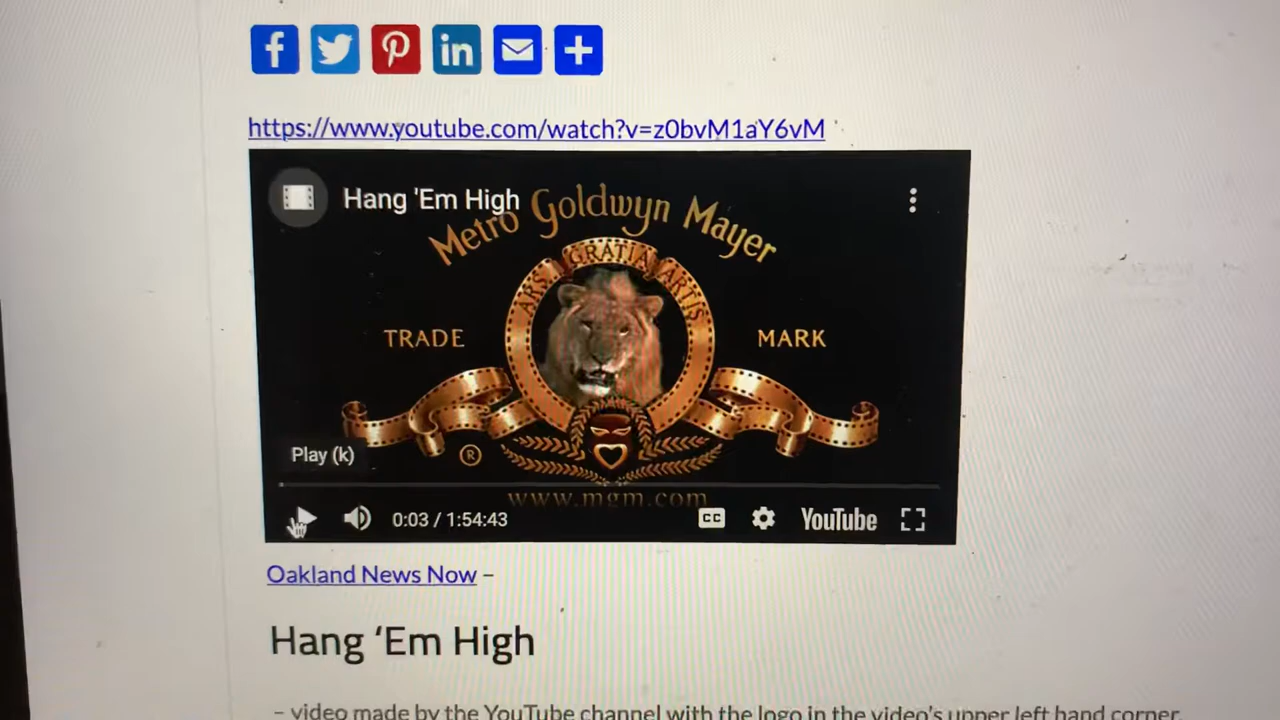 https://www.youtube.com/watch?v=z0bvM1aY6vM
Hang 'Em High
Metro Goldwyn Mayer
ARS GRATIA ARTIS
TRADE MARK
Play (k)
®
www.mgm.com
0:03 / 1:54:43
CC
YouTube
Oakland News Now –
Hang ‘Em High
– video made by the YouTube channel with the logo in the video’s upper left hand corner.